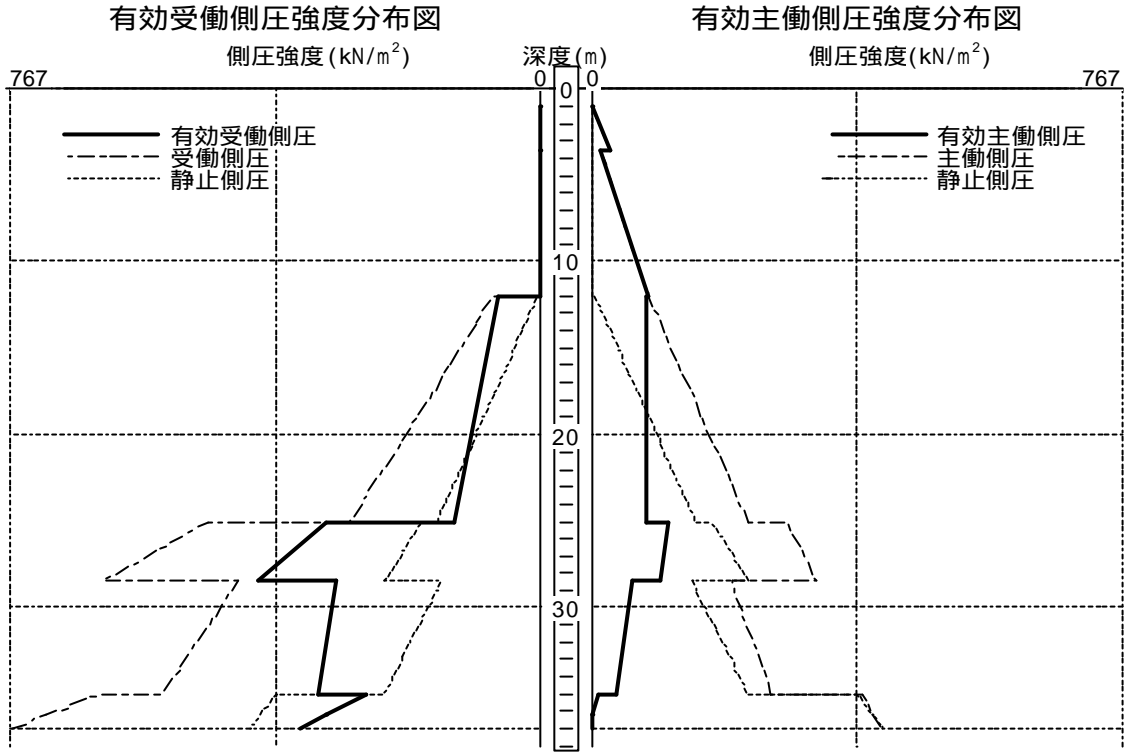 有効受働側圧強度分布図
側圧強度(kN/m²)
深度(m)
有効主働側圧強度分布図
側圧強度(kN/m²)
767
0
0
0
767
有効受働側圧
受働側圧
静止側圧
有効主働側圧
主働側圧
静止側圧
10
20
30